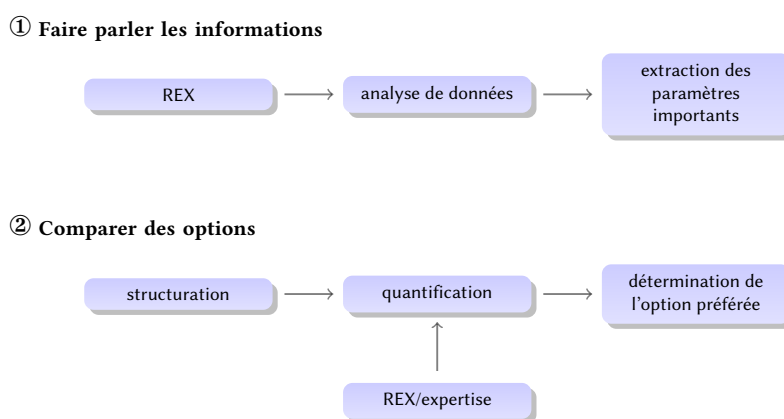 ① Faire parler les informations
REX
analyse de données
extraction des
paramètres
importants
② Comparer des options
structuration
quantification
détermination de
l'option préférée
REX/expertise